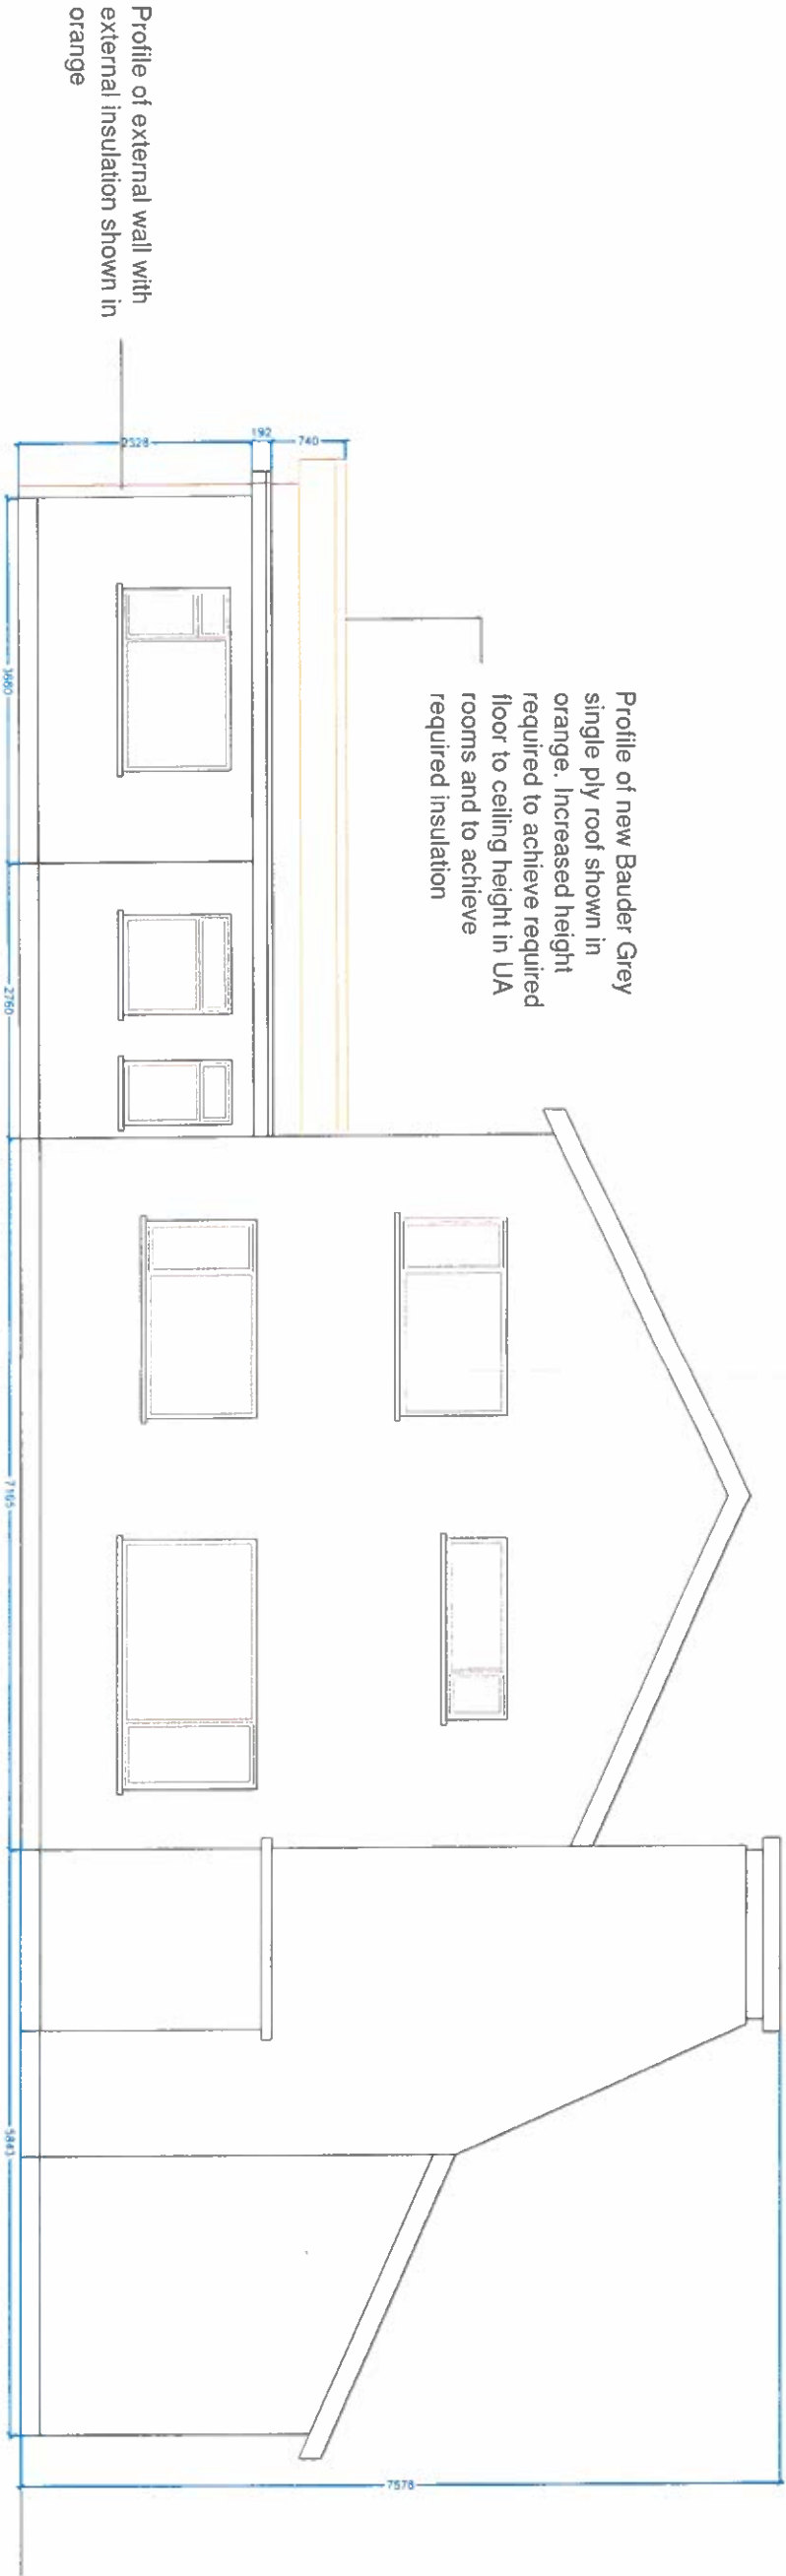 Profile of new Bauder Grey
single ply roof shown in
orange. Increased height
required to achieve required
floor to ceiling height in UA
rooms and to achieve
required insulation
Profile of external wall with
external insulation shown in
orange
740
192
2528
3680
2760
7165
5843
7578